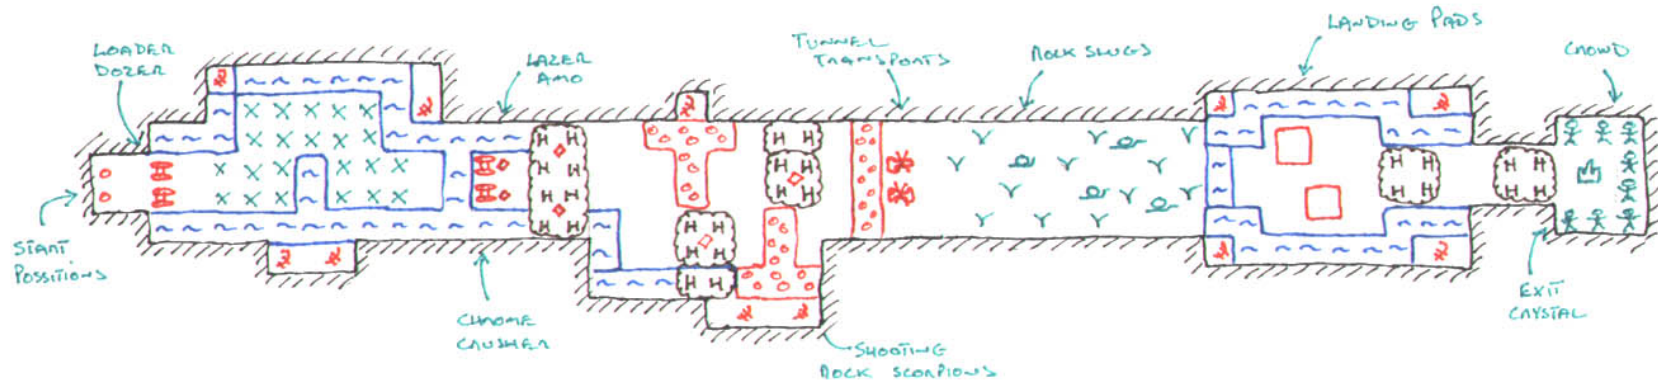 LOADER
DOZER
LAZER
AMO
TUNNEL
TRANSPORTS
ROCK SLUGS
LANDING PADS
CROWD
START
POSSITIONS
CHROME
CRUSHER
SHOOTING
ROCK SCORPIONS
EXIT
CRYSTAL
H H
H H
H H
H H
H H
H H
H H
H H
H H
H H
H H
H H
H H
H H